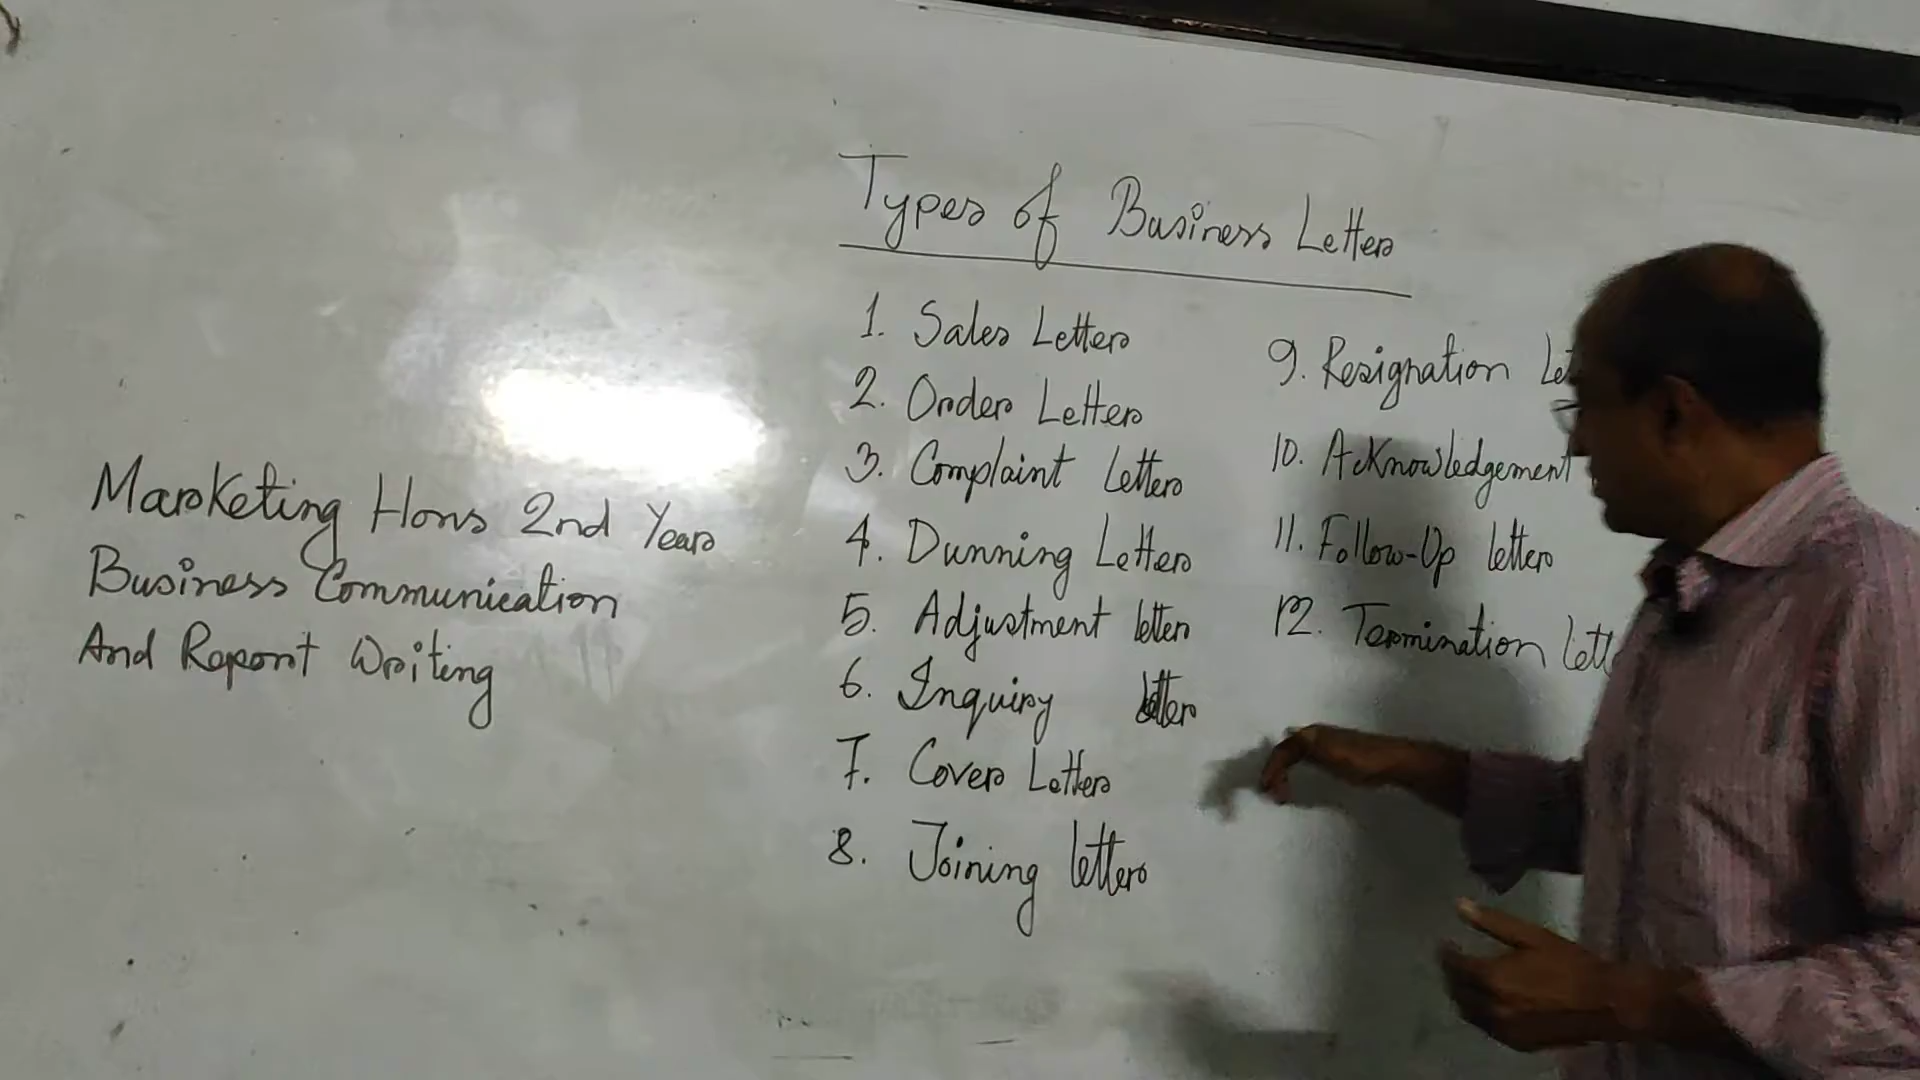 Types of Business Letter
1. Sales Letter
2. Order Letter
3. Complaint Letter
4. Dunning Letter
5. Adjustment letter
6. Inquiry letter
7. Cover Letter
8. Joining letter
9. Resignation
10. Acknowledgement
11. Follow-Up letter
12. Termination
Marketing Hons 2nd Year
Business Communication
And Report Writing